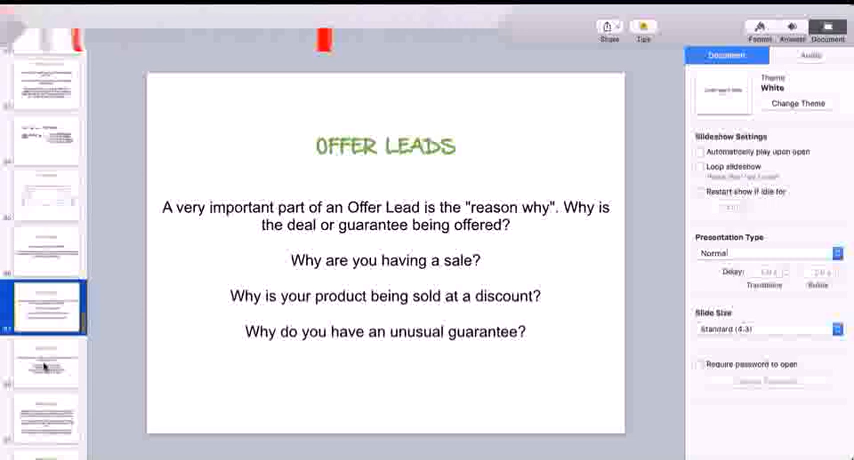 Share
Tips
Format
Animate
Document
Document
Audio
Theme
White
Change Theme
Slideshow Settings
Automatically play upon open
Loop slideshow
Restart show if idle for
Presentation Type
Normal
Delay:
Transitions
Builds
Slide Size
Standard (4:3)
Require password to open
OFFER LEADS
A very important part of an Offer Lead is the "reason why". Why is
the deal or guarantee being offered?
Why are you having a sale?
Why is your product being sold at a discount?
Why do you have an unusual guarantee?